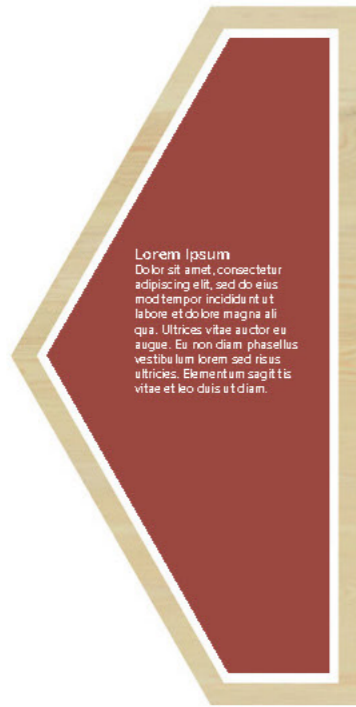 Lorem Ipsum
Dolor sit amet, consectetur
adipiscing elit, sed do eius
mod tempor incididunt ut
labore et dolore magna ali
qua. Ultrices vitae auctor eu
augue. Eu non diam phasellus
vestibulum lorem sed risus
ultricies. Elementum sagittis
vitae et leo duis ut diam.